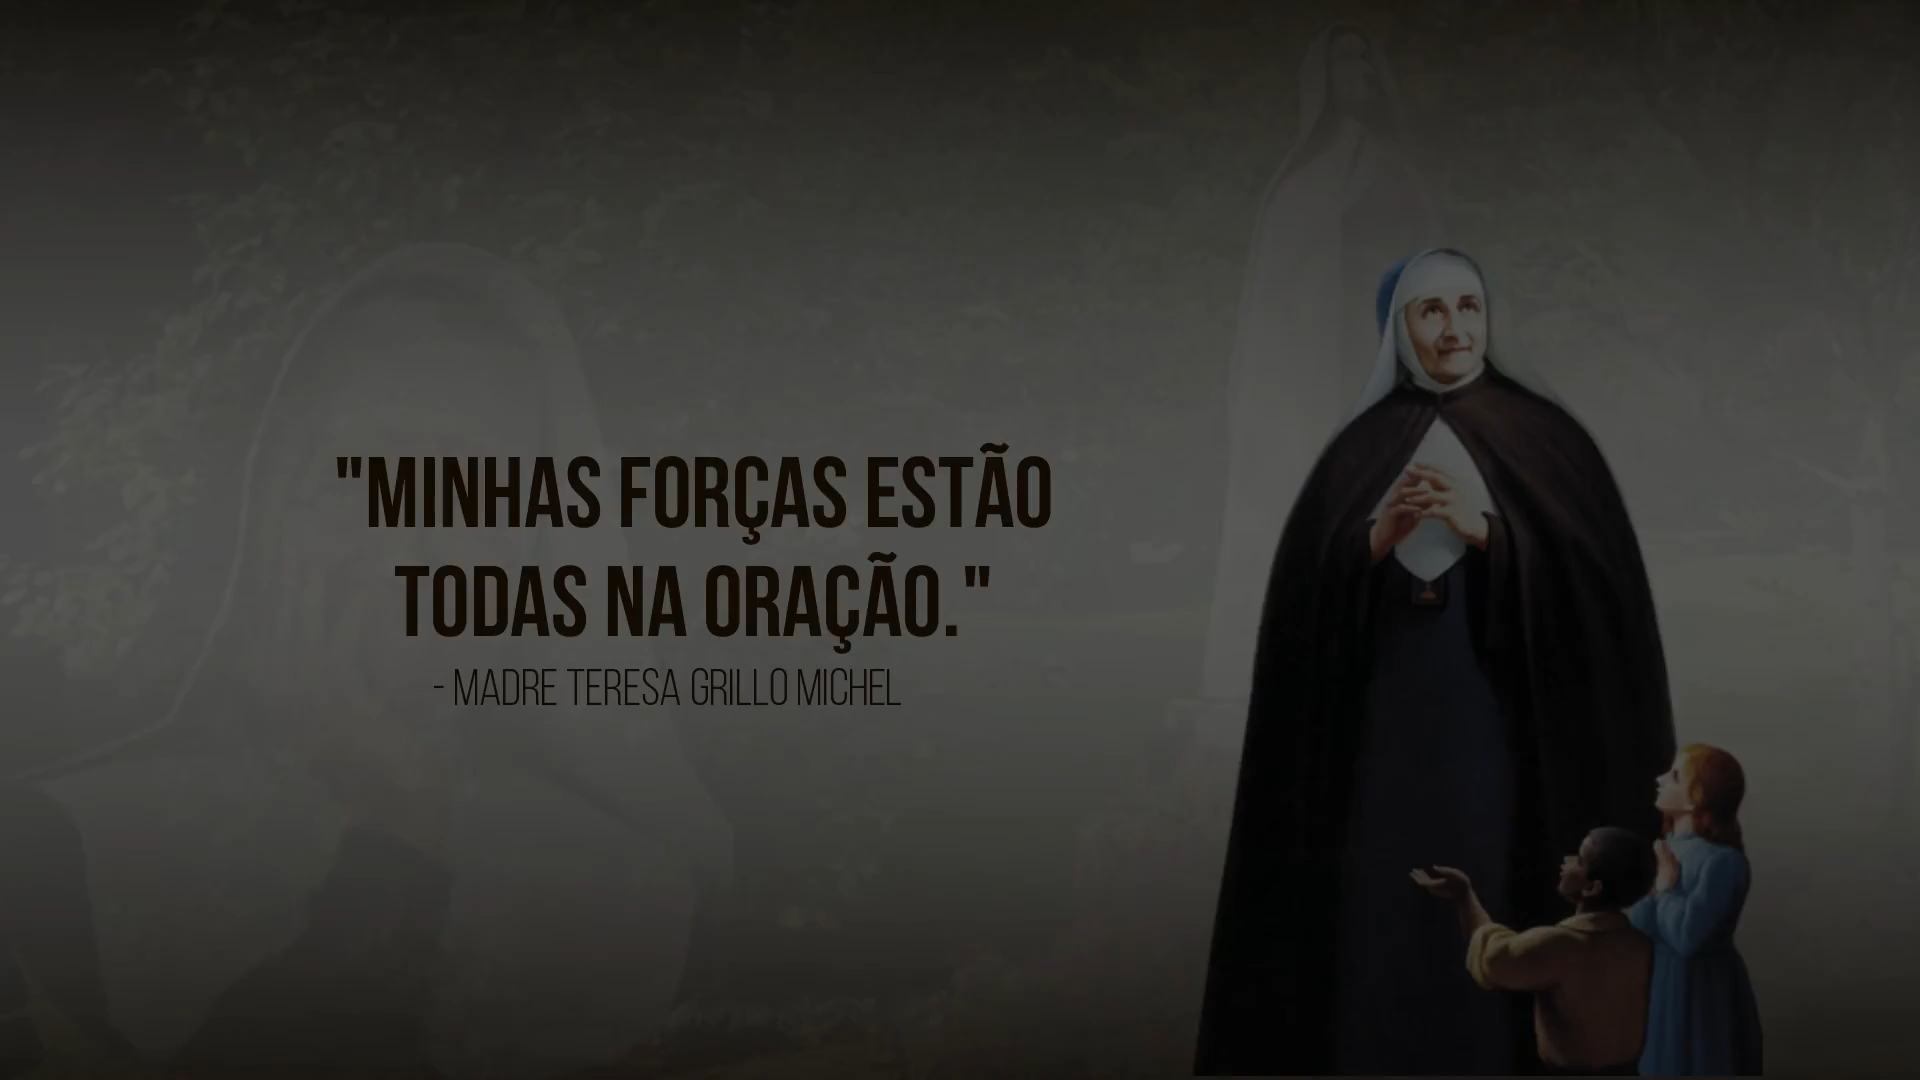 "MINHAS FORÇAS ESTÃO
TODAS NA ORAÇÃO."
- MADRE TERESA GRILLO MICHEL